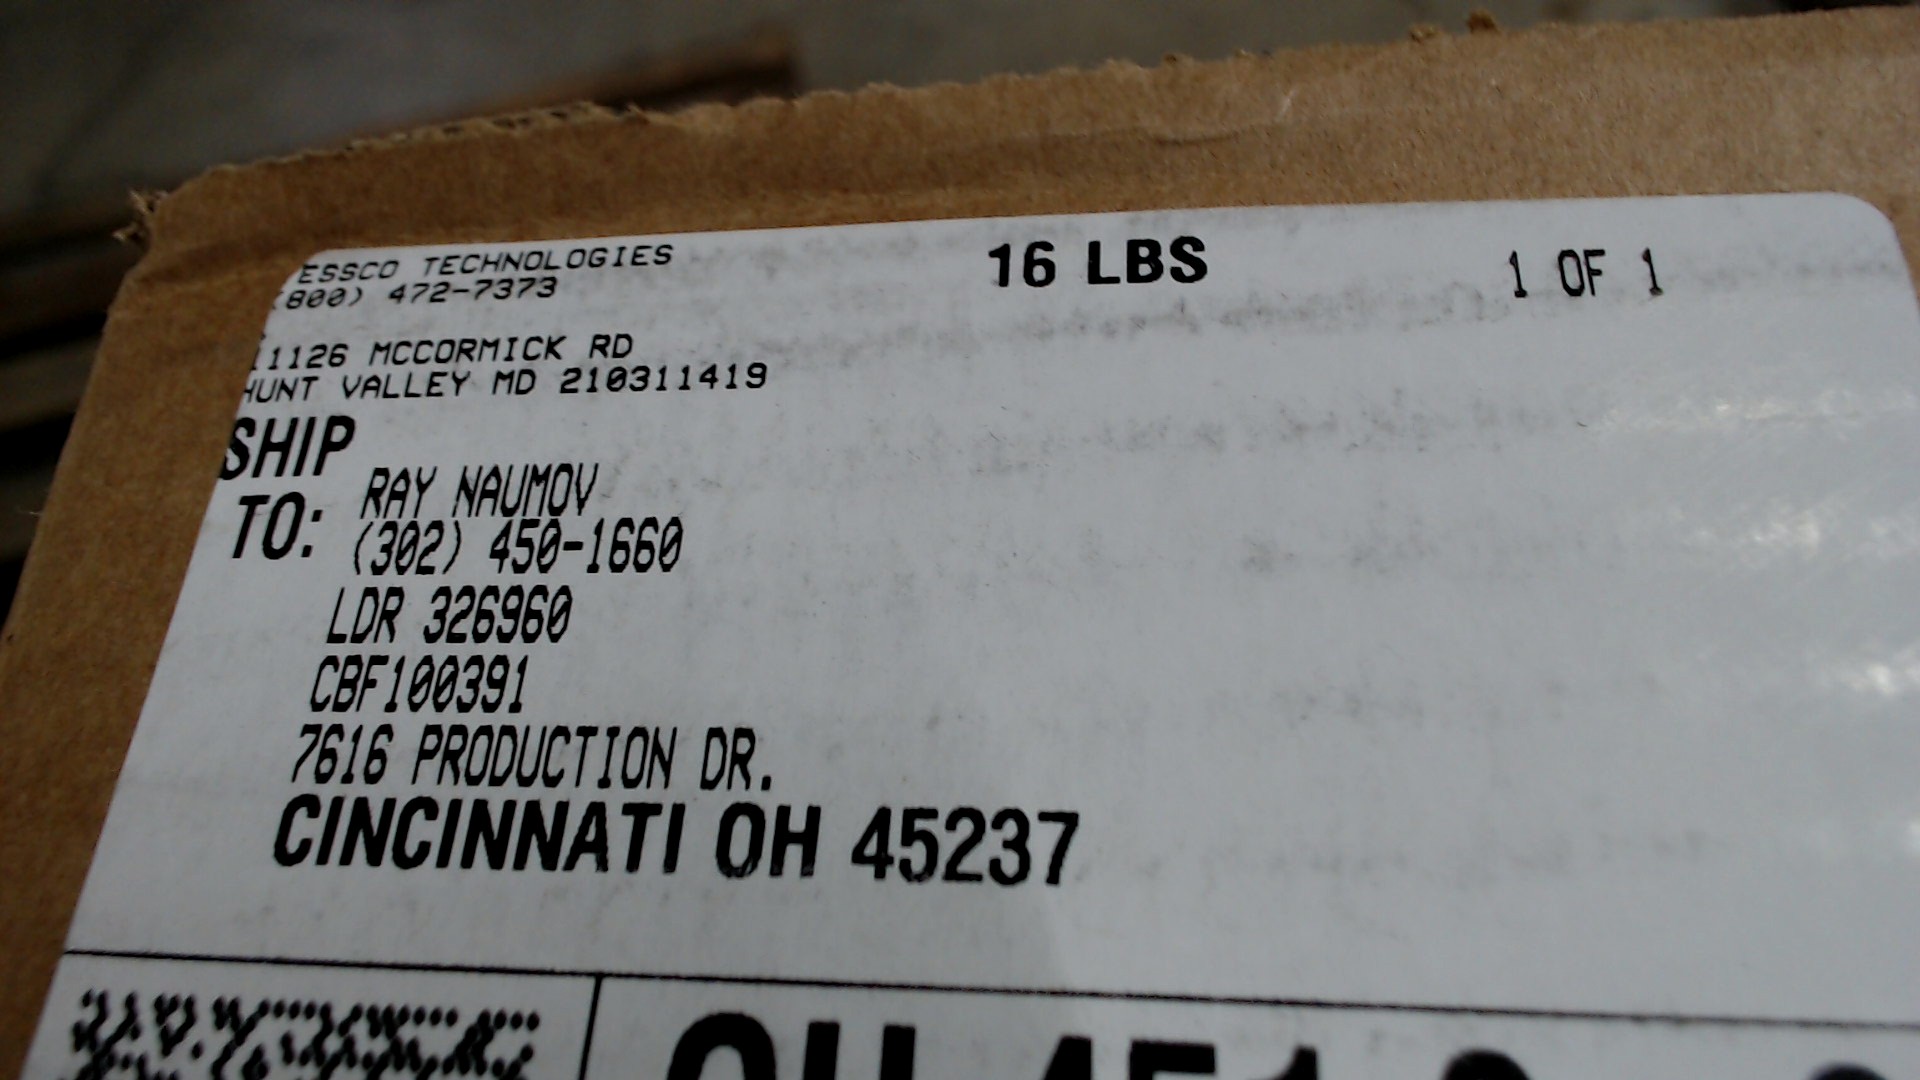 ESSCO TECHNOLOGIES
(800) 472-7373
16 LBS
1 OF 1
11126 MCCORMICK RD
HUNT VALLEY MD 210311419
SHIP
TO:
RAY NAUMOV
(302) 450-1660
LDR 326960
CBF100391
7616 PRODUCTION DR.
CINCINNATI OH 45237
OH